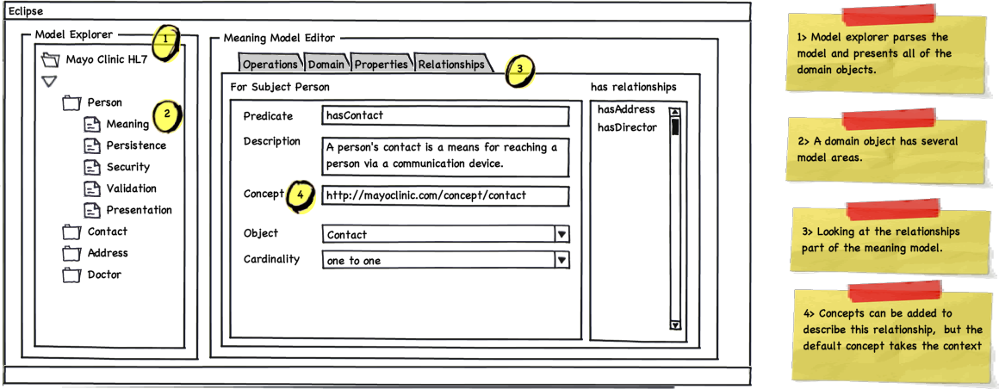 Eclipse
Model Explorer
1
Mayo Clinic HL7
Person
2
Meaning
Persistence
Security
Validation
Presentation
Contact
Address
Doctor
Meaning Model Editor
Operations
Domain
Properties
Relationships
3
For Subject Person
has relationships
Predicate
hasContact
Description
A person's contact is a means for reaching a
person via a communication device.
Concept
4
http://mayoclinic.com/concept/contact
Object
Contact
Cardinality
one to one
hasAddress
hasDirector
1> Model explorer parses the
model and presents all of the
domain objects.
2> A domain object has several
model areas.
3> Looking at the relationships
part of the meaning model.
4> Concepts can be added to
describe this relationship, but the
default concept takes the context